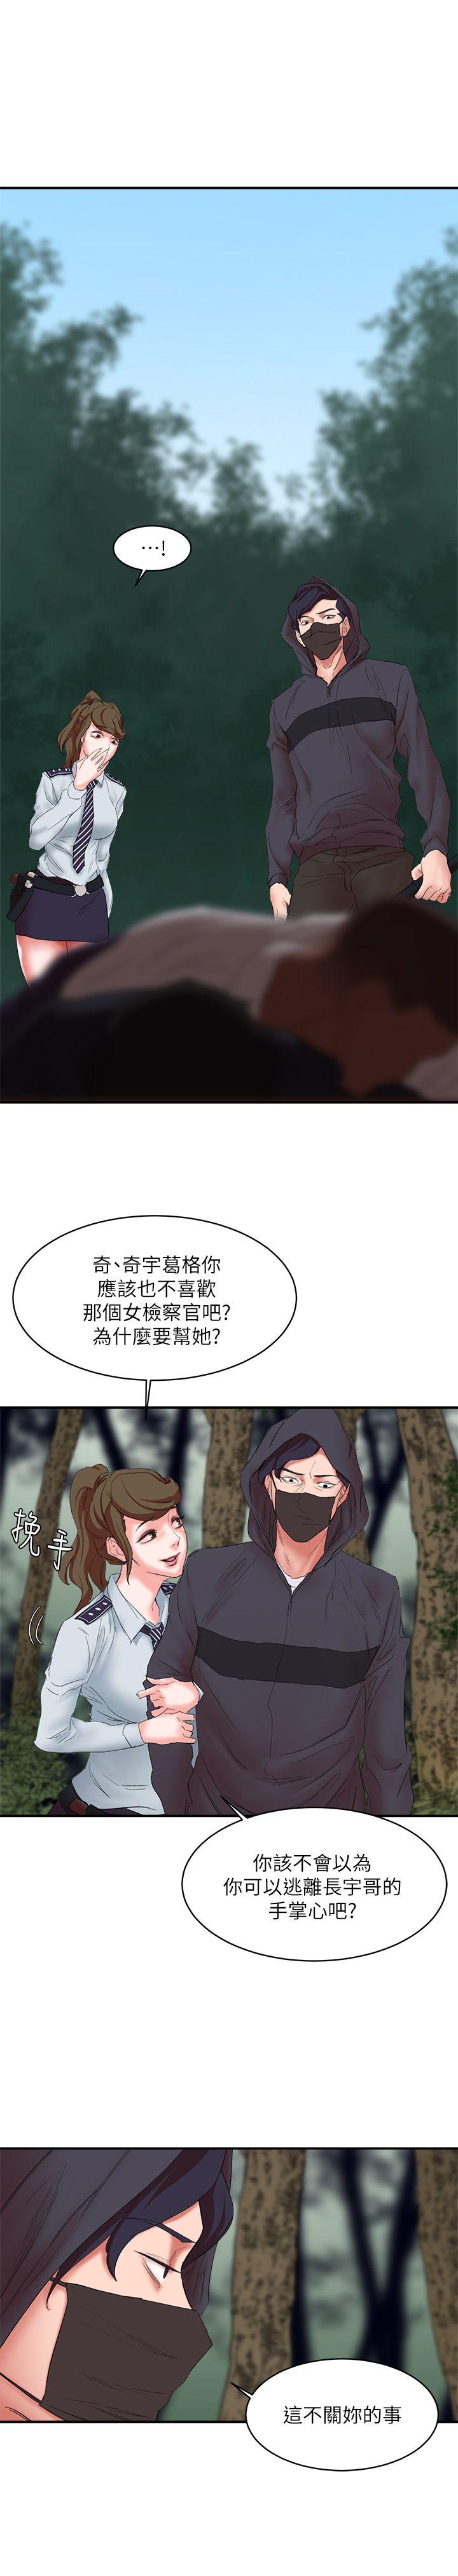 …!
奇、奇宇葛格你
應該也不喜歡
那個女檢察官吧?
為什麼要幫她?
挽手
你該不會以為
你可以逃離長宇哥的
手掌心吧?
這不關妳的事